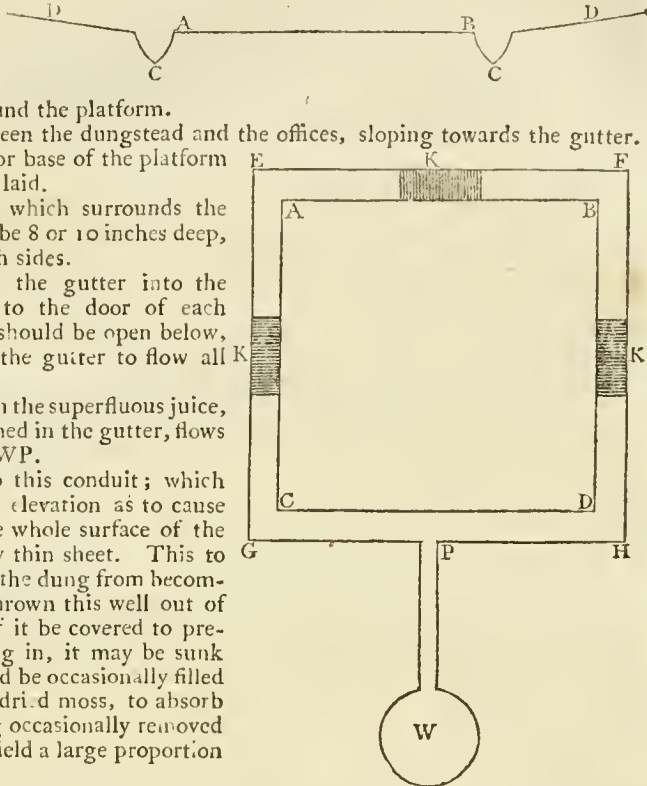 D A B D
C C
und the platform.
een the dungstead and the offices, sloping towards the gutter.
or base of the platform
laid.
which surrounds the
be 8 or 10 inches deep,
h sides.
the gutter into the
to the door of each
should be open below,
the gutter to flow all
n the superfluous juice,
ned in the gutter, flows
WP.
o this conduit; which
elevation as to cause
e whole surface of the
y thin sheet. This to
the dung from becom-
hrown this well out of
f it be covered to pre-
g in, it may be sunk
d be occasionally filled
dried moss, to absorb
g occasionally removed
ield a large proportion
E K F
A B
K K
C D
G P H
W